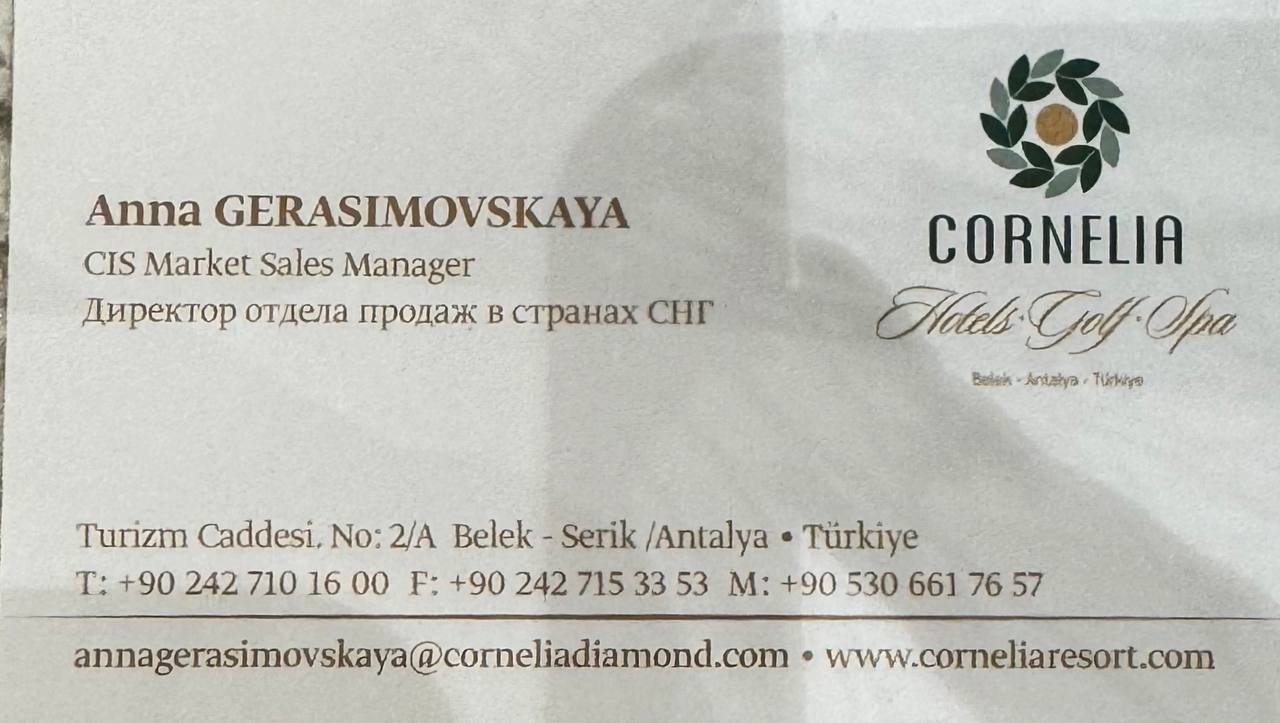 CORNELIA
Hotels · Golf · Spa
Belek - Antalya - Türkiye
Anna GERASIMOVSKAYA
CIS Market Sales Manager
Директор отдела продаж в странах СНГ
Turizm Caddesi. No: 2/A Belek - Serik /Antalya • Türkiye
T: +90 242 710 16 00 F: +90 242 715 33 53 M: +90 530 661 76 57
annagerasimovskaya@corneliadiamond.com • www.corneliaresort.com